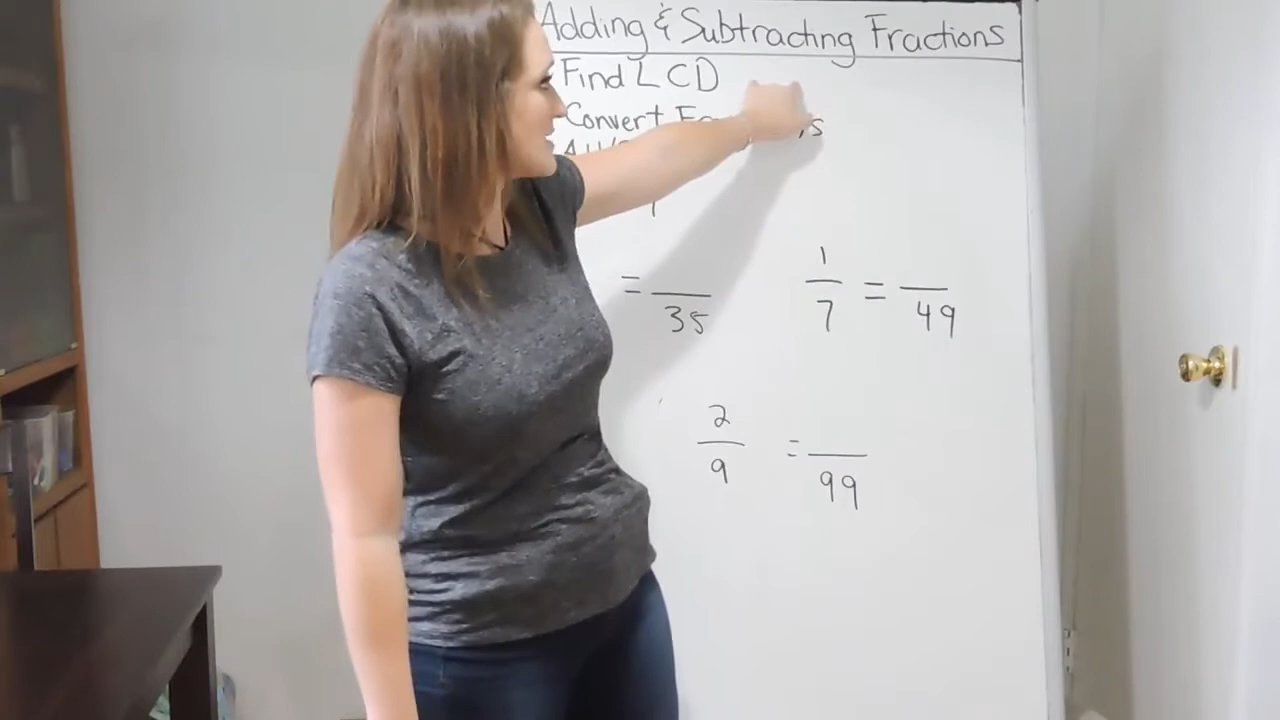 Adding & Subtracting Fractions
Find LCD
Convert
= — 35
1/7 = — 49
2/9 = — 99